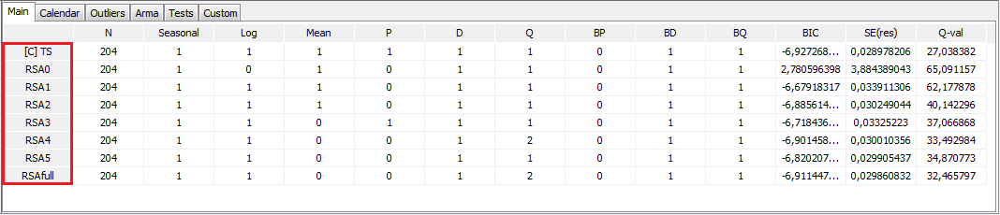 Main Calendar Outliers Arma Tests Custom
N Seasonal Log Mean P D Q BP BD BQ BIC SE(res) Q-val
[C] TS 204 1 1 1 1 1 1 0 1 1 -6,927268... 0,028978206 27,038382
RSA0 204 1 0 1 0 1 1 0 1 1 2,780596398 3,884389043 65,091157
RSA1 204 1 1 1 0 1 1 0 1 1 -6,67918317 0,033911306 62,177878
RSA2 204 1 1 1 0 1 1 0 1 1 -6,885614... 0,030249044 40,142296
RSA3 204 1 1 0 1 1 1 0 1 1 -6,718436... 0,03325223 37,066868
RSA4 204 1 1 0 0 1 2 0 1 1 -6,901458... 0,030010356 33,492984
RSA5 204 1 1 0 0 1 1 0 1 1 -6,820207... 0,029905437 34,870773
RSAfull 204 1 1 0 0 1 2 0 1 1 -6,911447... 0,029860832 32,465797